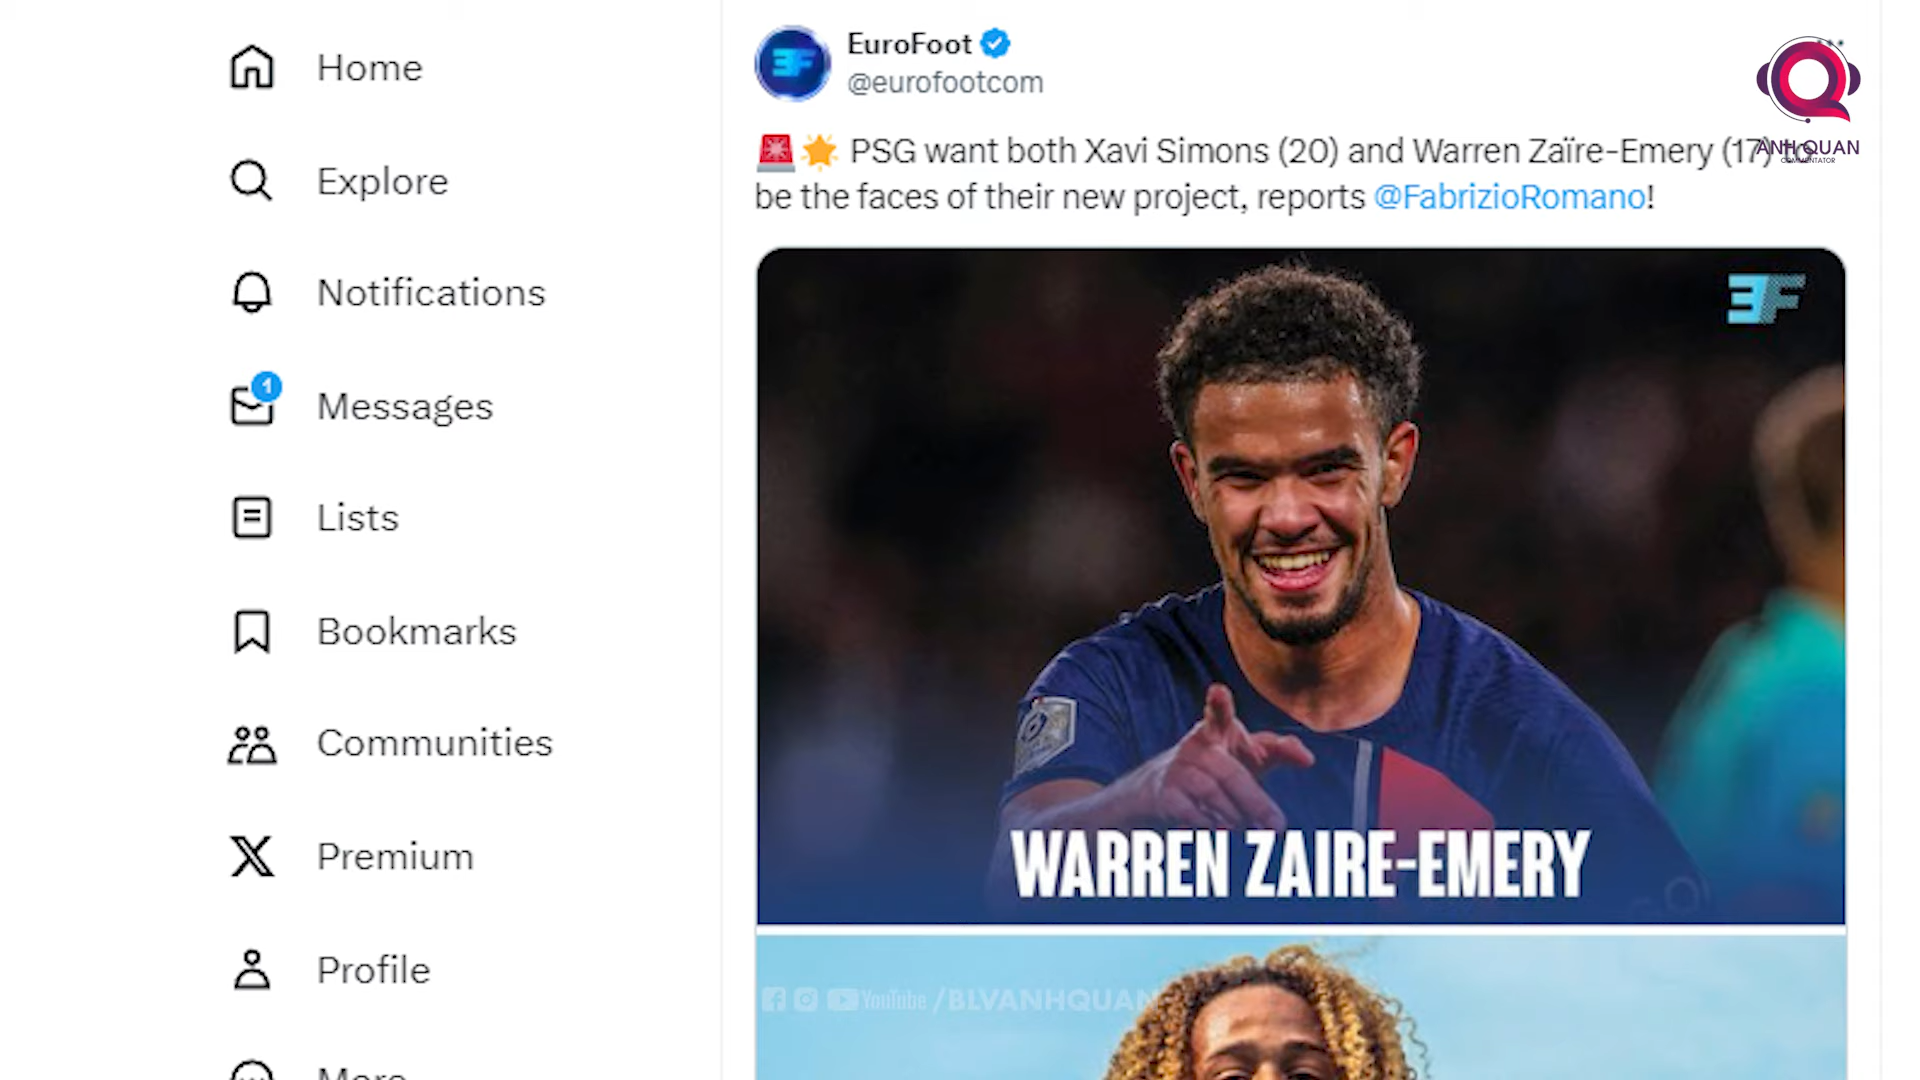 Home
Explore
Notifications
1
Messages
Lists
Bookmarks
Communities
Premium
Profile
More
EuroFoot
@eurofootcom
PSG want both Xavi Simons (20) and Warren Zaïre-Emery (17)
be the faces of their new project, reports @FabrizioRomano!
ANH QUAN
COMMENTATOR
WARREN ZAIRE-EMERY
YouTube /BLVANHQUAN